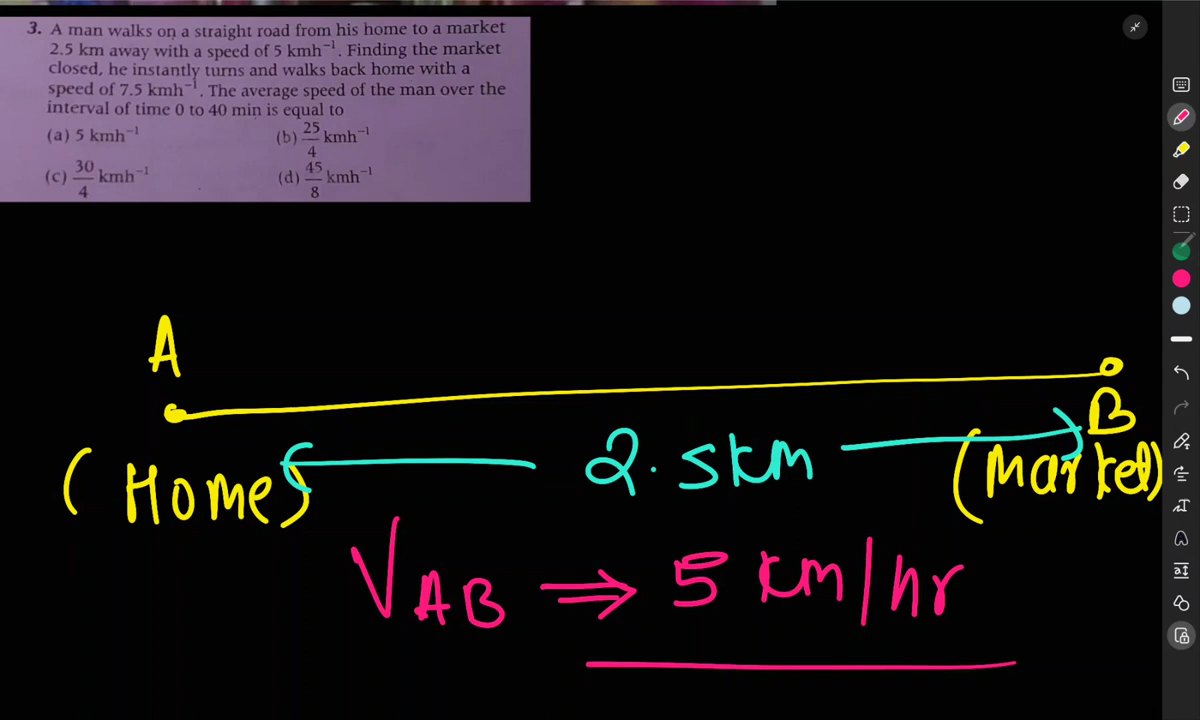 3. A man walks on a straight road from his home to a market
2.5 km away with a speed of 5 kmh⁻¹. Finding the market
closed, he instantly turns and walks back home with a
speed of 7.5 kmh⁻¹. The average speed of the man over the
interval of time 0 to 40 min is equal to
(a) 5 kmh⁻¹ (b) 25/4 kmh⁻¹
(c) 30/4 kmh⁻¹ (d) 45/8 kmh⁻¹
A
B
(Home) 2.5km (Market)
V_AB ⇒ 5 km/hr